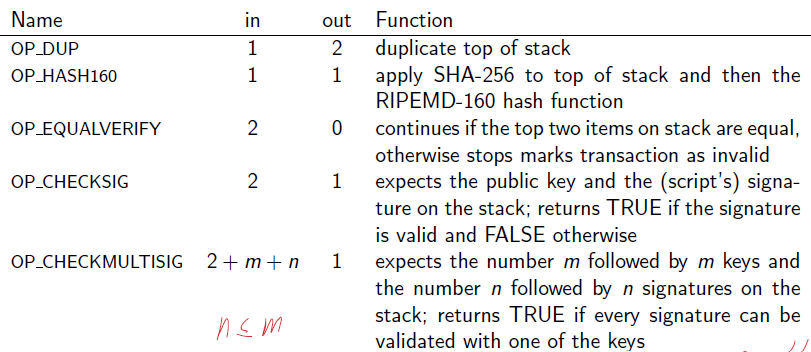 Name in out Function
OP_DUP 1 2 duplicate top of stack
OP_HASH160 1 1 apply SHA-256 to top of stack and then the
RIPEMD-160 hash function
OP_EQUALVERIFY 2 0 continues if the top two items on stack are equal,
otherwise stops marks transaction as invalid
OP_CHECKSIG 2 1 expects the public key and the (script's) signa-
ture on the stack; returns TRUE if the signature
is valid and FALSE otherwise
OP_CHECKMULTISIG 2 + m + n 1 expects the number m followed by m keys and
the number n followed by n signatures on the
stack; returns TRUE if every signature can be
n ≤ m
validated with one of the keys